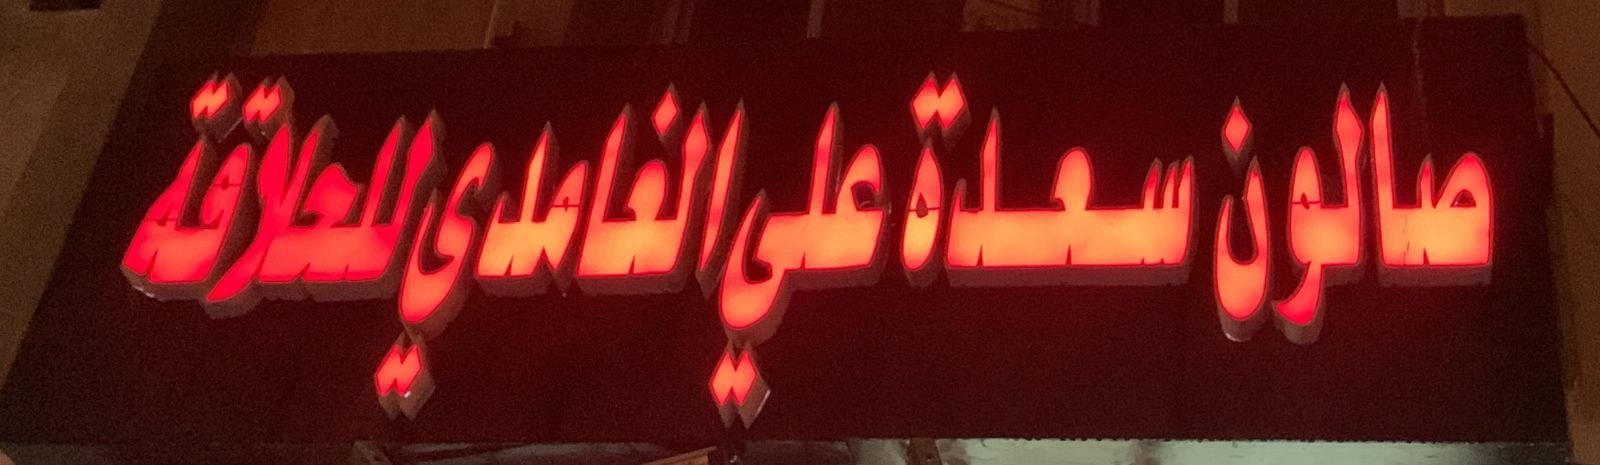 صالون سعدة علي الغامدي للحلاقة